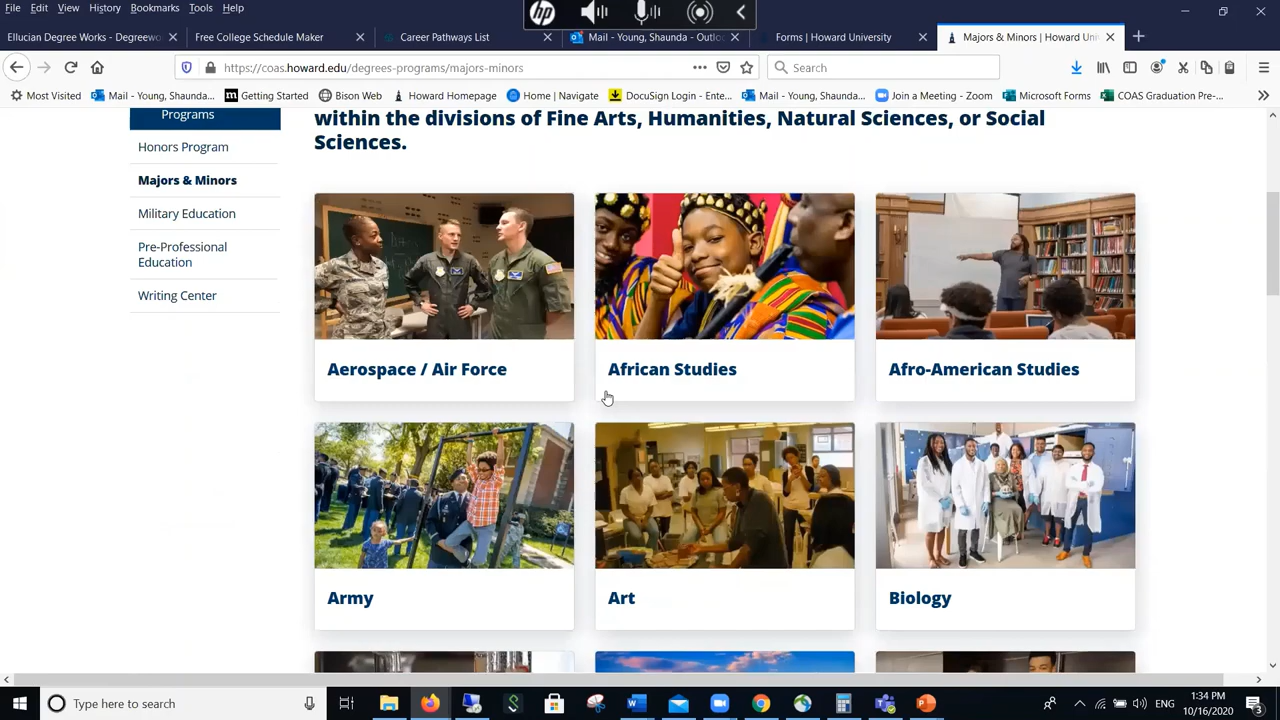 File Edit View History Bookmarks Tools Help
hp
Ellucian Degree Works - Degreewo
Free College Schedule Maker
Career Pathways List
Mail - Young, Shaunda - Outloo
Forms | Howard University
Majors & Minors | Howard Uni
https://coas.howard.edu/degrees-programs/majors-minors
Search
Most Visited
Mail - Young, Shaunda...
Getting Started
Bison Web
Howard Homepage
Home | Navigate
DocuSign Login - Ente...
Mail - Young, Shaunda...
Join a Meeting - Zoom
Microsoft Forms
COAS Graduation Pre-...
Programs
Honors Program
Majors & Minors
Military Education
Pre-Professional
Education
Writing Center
within the divisions of Fine Arts, Humanities, Natural Sciences, or Social
Sciences.
Aerospace / Air Force
African Studies
Afro-American Studies
Army
Art
Biology
Type here to search
ENG
1:34 PM
10/16/2020
3